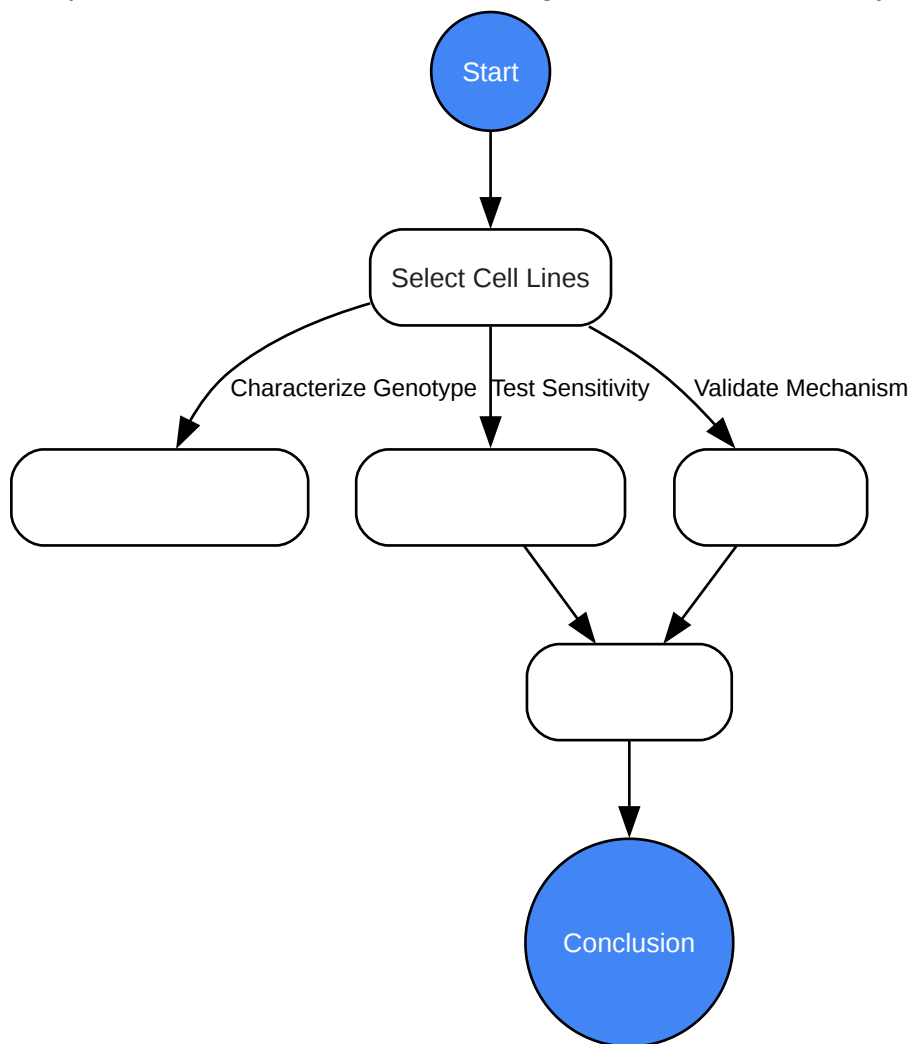 Start
Select Cell Lines
Characterize Genotype
Test Sensitivity
Validate Mechanism
Conclusion